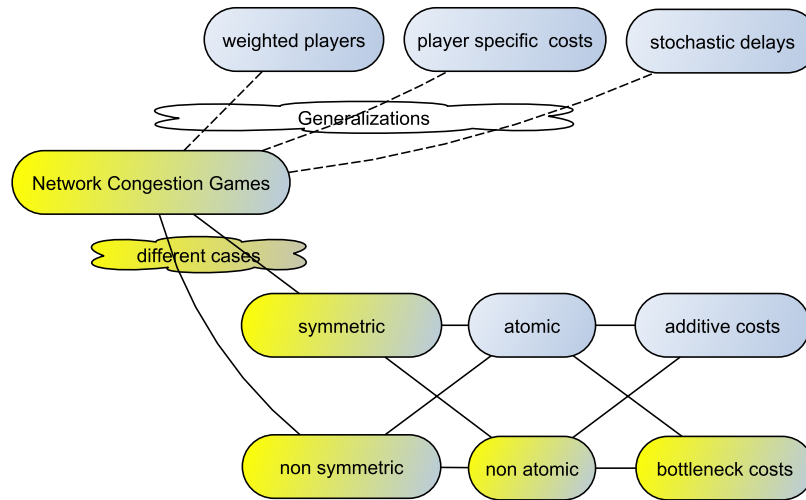 weighted players
player specific costs
stochastic delays
Generalizations
Network Congestion Games
different cases
symmetric
atomic
additive costs
non symmetric
non atomic
bottleneck costs